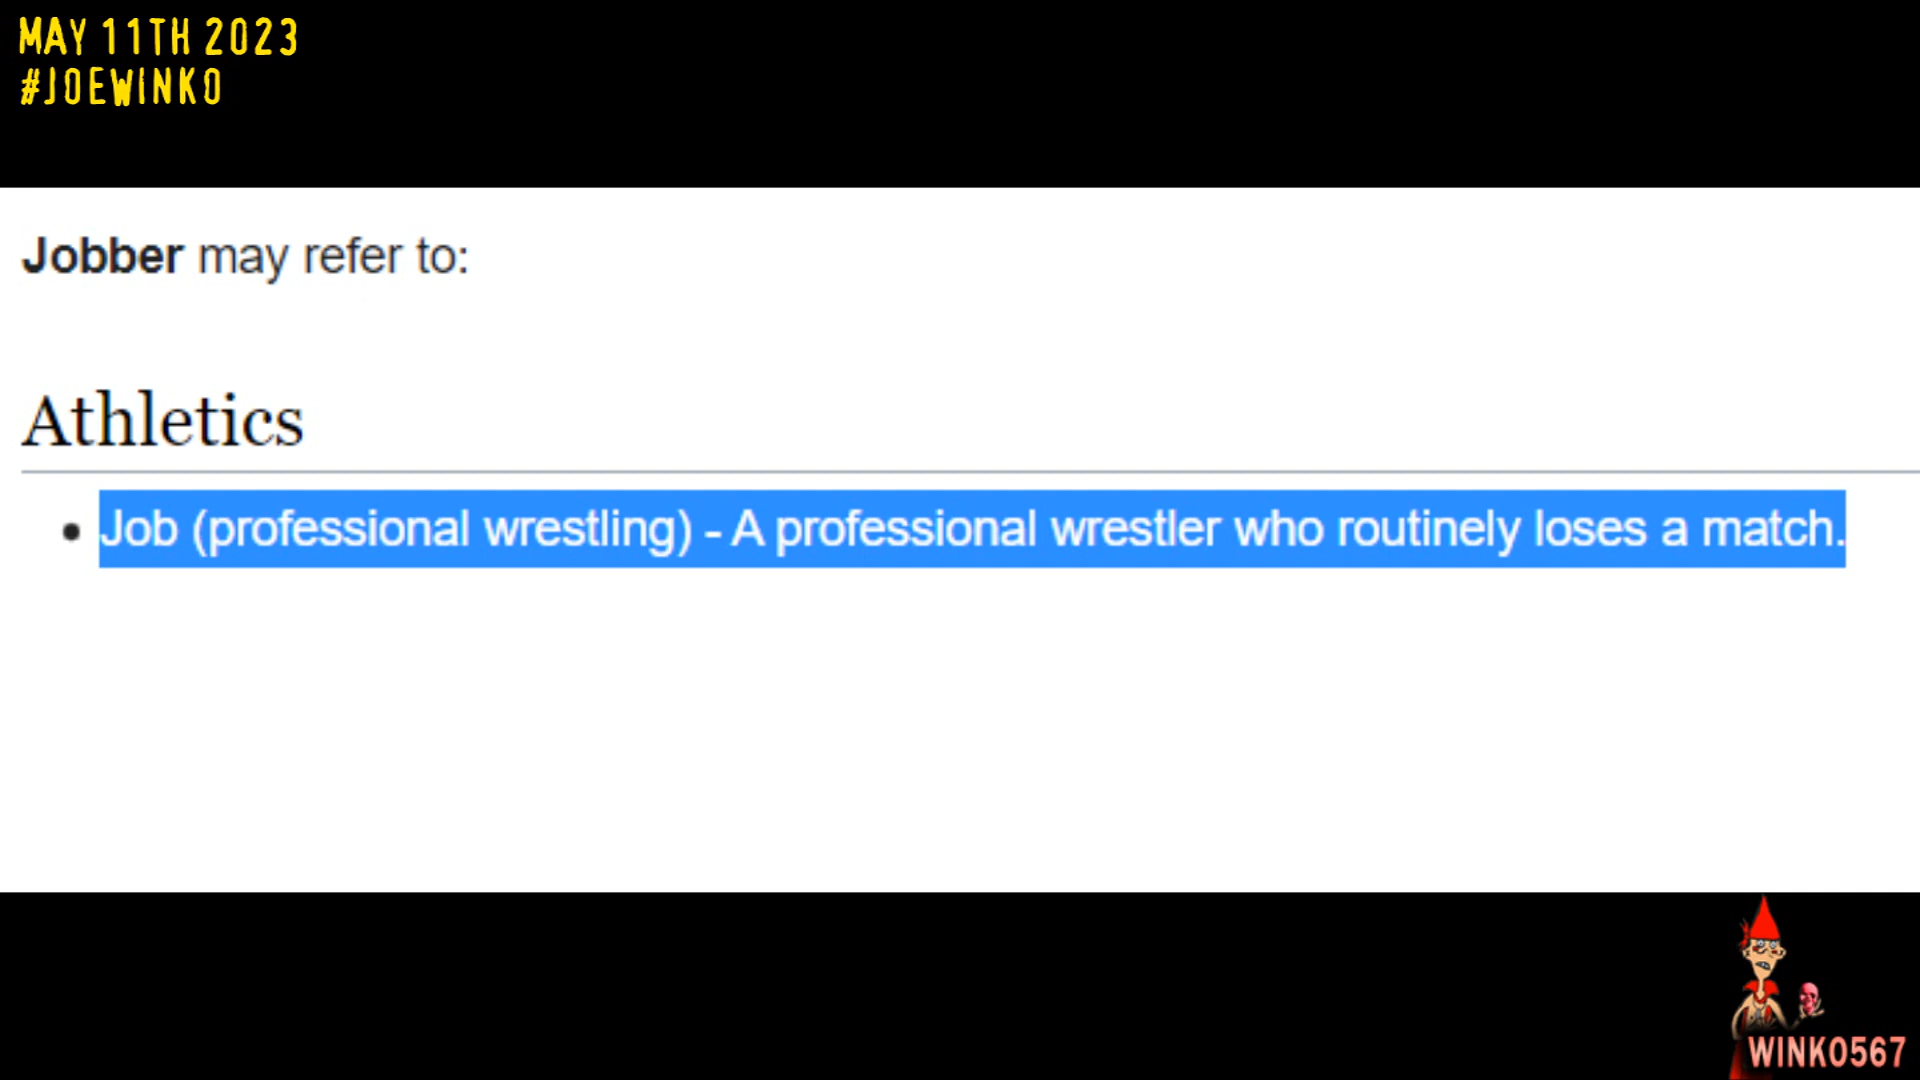 MAY 11TH 2023
#JOEWINKO
Jobber may refer to:
Athletics
• Job (professional wrestling) - A professional wrestler who routinely loses a match.
WINKO567